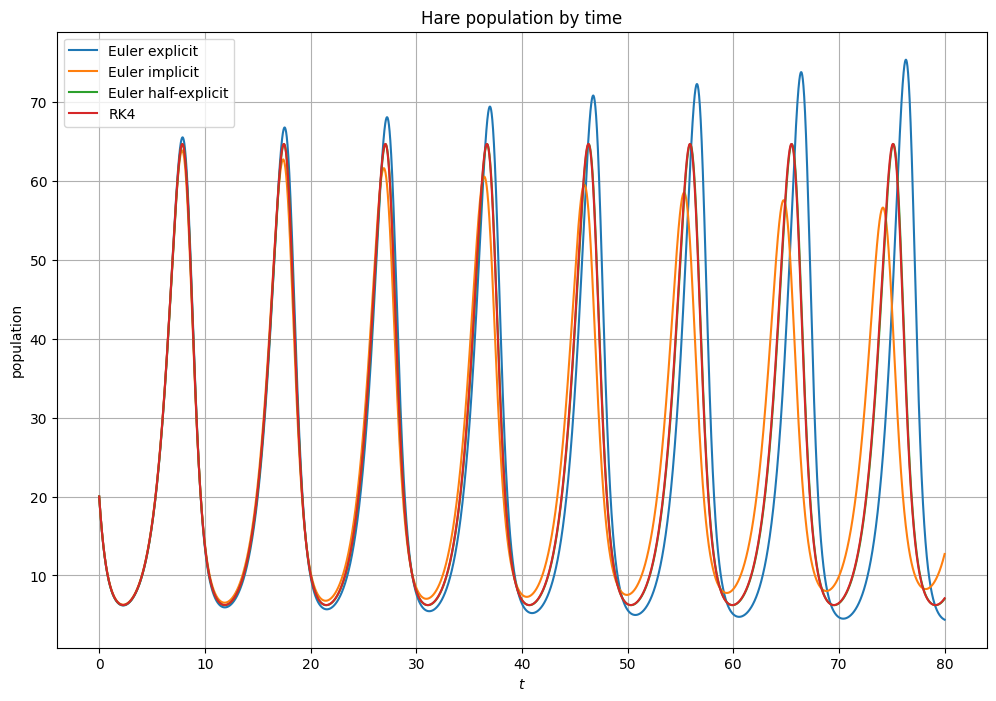 Hare population by time
Euler explicit
Euler implicit
Euler half-explicit
RK4
population
70
60
50
40
30
20
10
0 10 20 30 40 50 60 70 80
t